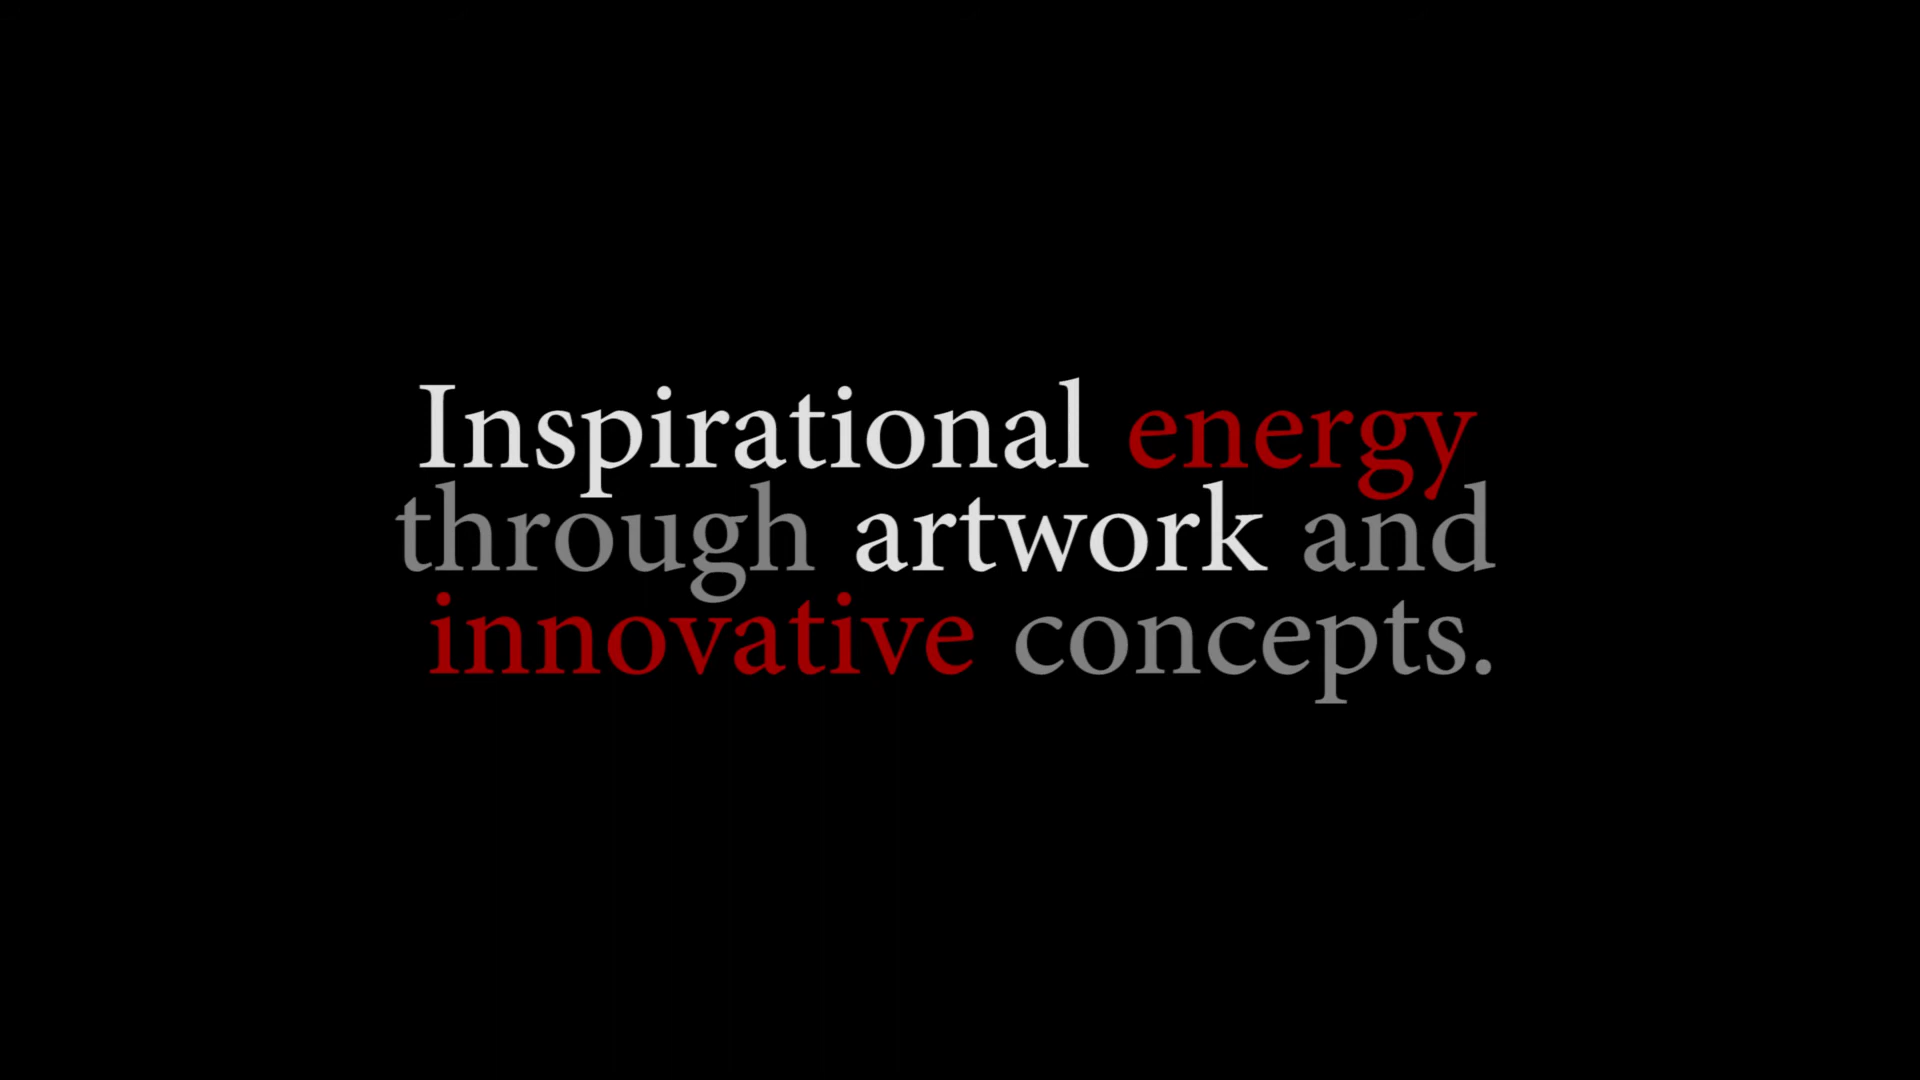 Inspirational energy
through artwork and
innovative concepts.